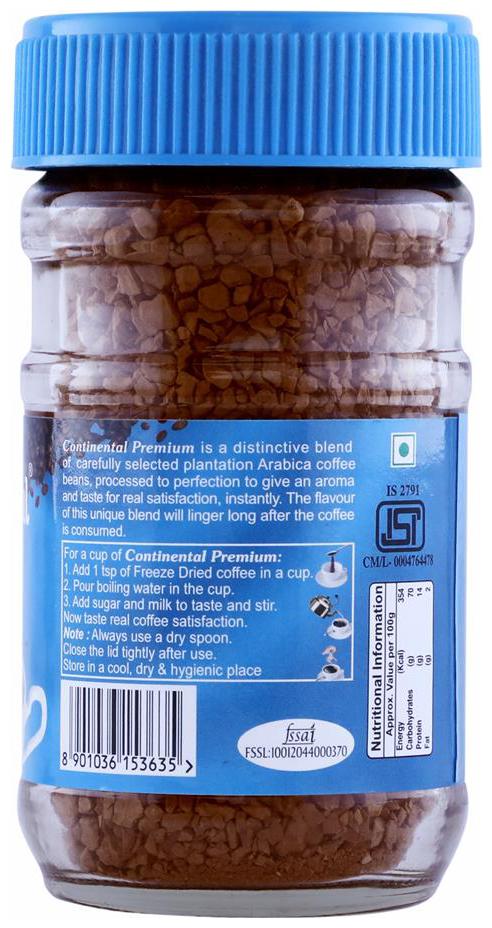 Continental Premium is a distinctive blend
of carefully selected plantation Arabica coffee
beans, processed to perfection to give an aroma
and taste for real satisfaction, instantly. The flavour
of this unique blend will linger long after the coffee
is consumed.
For a cup of Continental Premium:
1. Add 1 tsp of Freeze Dried coffee in a cup.
2. Pour boiling water in the cup.
3. Add sugar and milk to taste and stir.
Now taste real coffee satisfaction.
Note : Always use a dry spoon.
Close the lid tightly after use.
Store in a cool, dry & hygienic place
8 901036 153635 >
fssai
FSSL:10012044000370
IS 2791
ISI
CM/L- 0004764478
Nutritional Information
Approx. Value per 100g
Energy (Kcal) 354
Carbohydrates (g) 70
Protein (g) 14
Fat (g) 2